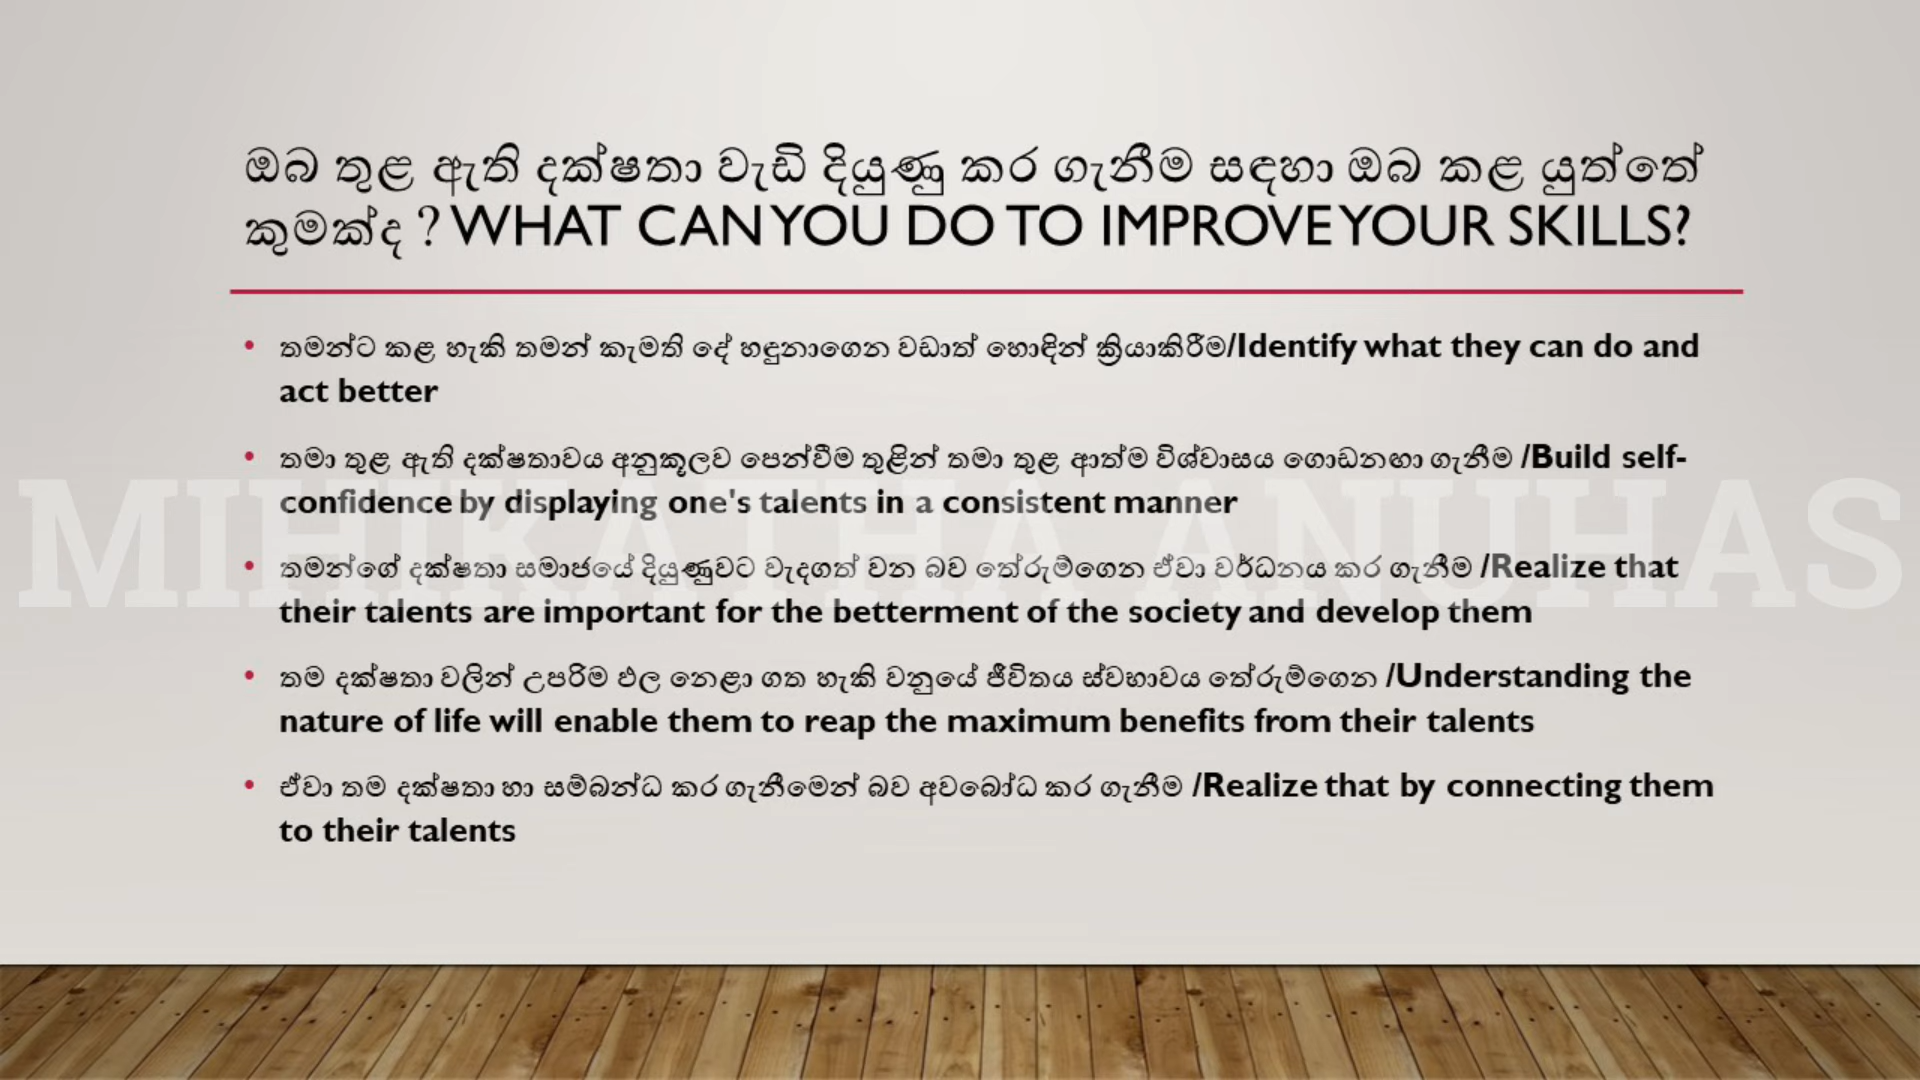 ඔබ තුළ ඇති දක්ෂතා වැඩි දියුණු කර ගැනීම සඳහා ඔබ කළ යුත්තේ
කුමක්ද ? WHAT CAN YOU DO TO IMPROVE YOUR SKILLS?
• තමන්ට කළ හැකි තමන් කැමති දේ හඳුනාගෙන වඩාත් හොඳින් ක්‍රියාකිරීම/Identify what they can do and
act better
• තමා තුළ ඇති දක්ෂතාවය අනුකූලව පෙන්වීම තුළින් තමා තුළ ආත්ම විශ්වාසය ගොඩනඟා ගැනීම /Build self-
confidence by displaying one's talents in a consistent manner
MIHIKATHA ANUHAS
• තමන්ගේ දක්ෂතා සමාජයේ දියුණුවට වැදගත් වන බව තේරුම්ගෙන ඒවා වර්ධනය කර ගැනීම /Realize that
their talents are important for the betterment of the society and develop them
• තම දක්ෂතා වලින් උපරිම ඵල නෙළා ගත හැකි වනුයේ ජීවිතය ස්වභාවය තේරුම්ගෙන /Understanding the
nature of life will enable them to reap the maximum benefits from their talents
• ඒවා තම දක්ෂතා හා සම්බන්ධ කර ගැනීමෙන් බව අවබෝධ කර ගැනීම /Realize that by connecting them
to their talents